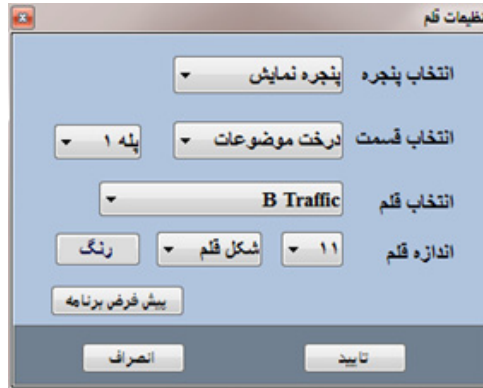 تنظیمات قلم
انتخاب پنجره پنجره نمایش
انتخاب قسمت درخت موضوعات پله ۱
انتخاب قلم B Traffic
اندازه قلم ۱۱ شکل قلم رنگ
پیش فرض برنامه
تایید انصراف